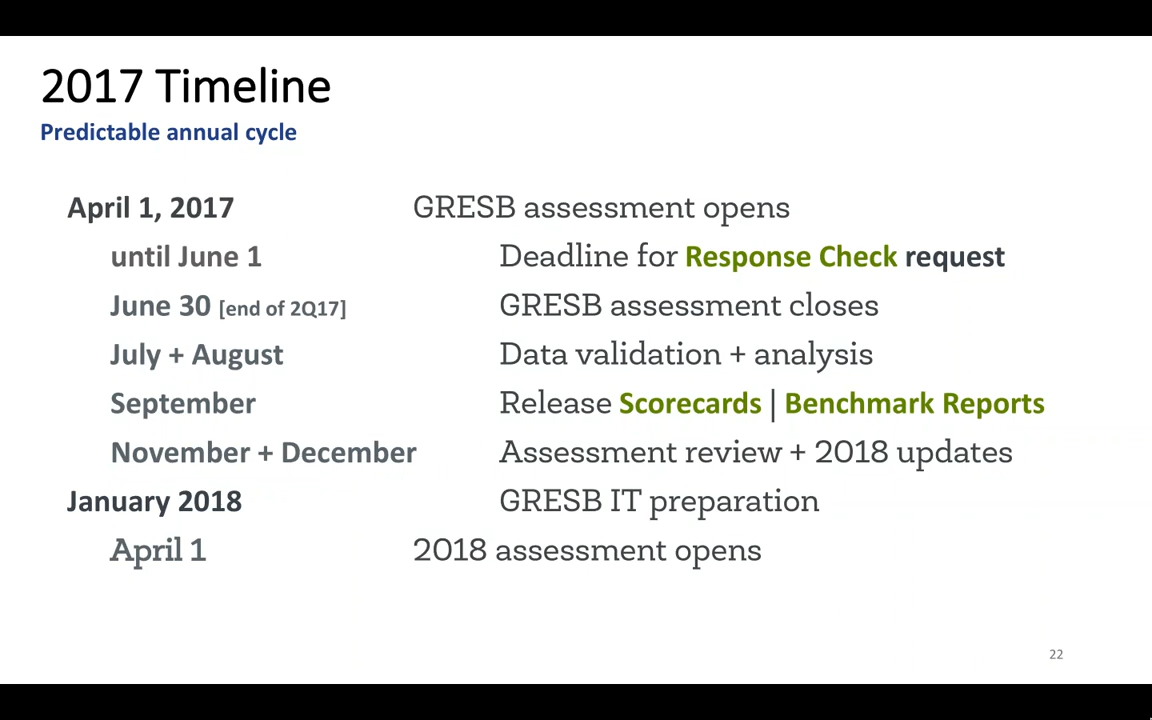 2017 Timeline
Predictable annual cycle
April 1, 2017 GRESB assessment opens
until June 1 Deadline for Response Check request
June 30 [end of 2Q17] GRESB assessment closes
July + August Data validation + analysis
September Release Scorecards | Benchmark Reports
November + December Assessment review + 2018 updates
January 2018 GRESB IT preparation
April 1 2018 assessment opens
22